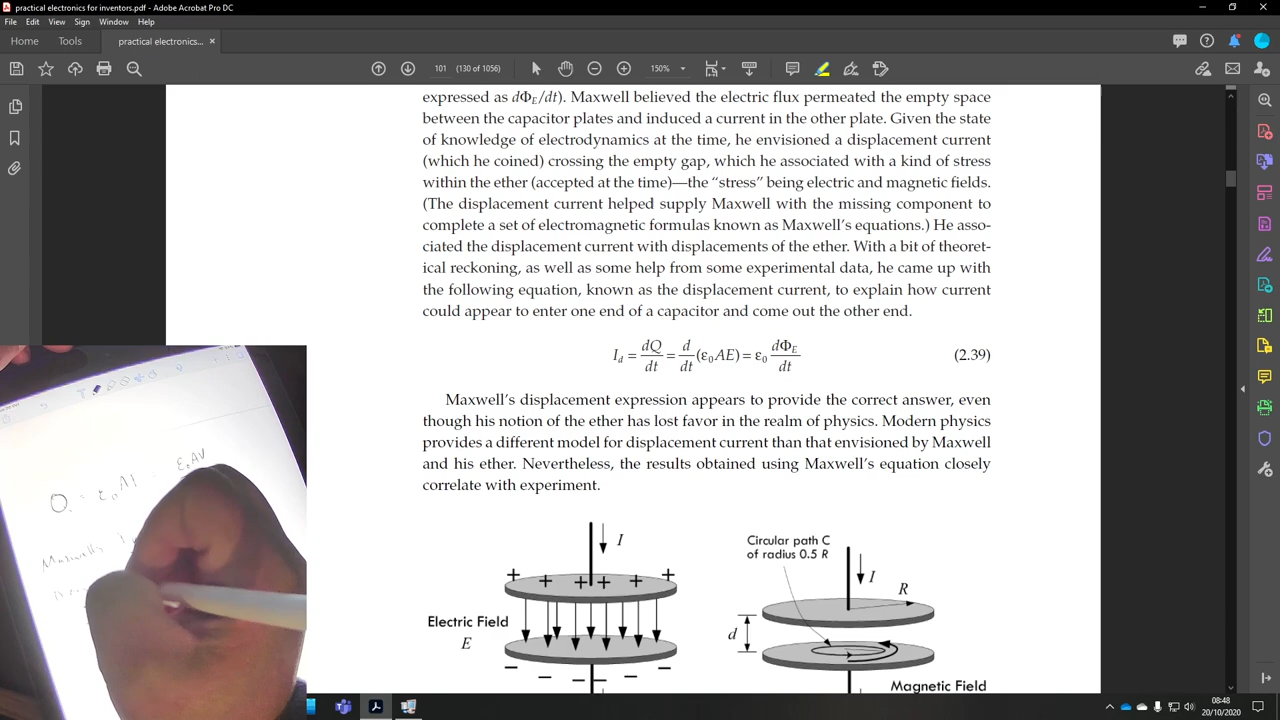 practical electronics for inventors.pdf - Adobe Acrobat Pro DC
File Edit View Sign Window Help
Home Tools practical electronics... ×
101 (130 of 1056) 150%
expressed as dΦE/dt). Maxwell believed the electric flux permeated the empty space
between the capacitor plates and induced a current in the other plate. Given the state
of knowledge of electrodynamics at the time, he envisioned a displacement current
(which he coined) crossing the empty gap, which he associated with a kind of stress
within the ether (accepted at the time)—the “stress” being electric and magnetic fields.
(The displacement current helped supply Maxwell with the missing component to
complete a set of electromagnetic formulas known as Maxwell’s equations.) He asso-
ciated the displacement current with displacements of the ether. With a bit of theoret-
ical reckoning, as well as some help from some experimental data, he came up with
the following equation, known as the displacement current, to explain how current
could appear to enter one end of a capacitor and come out the other end.
Id = dQ/dt = d/dt (ε0AE) = ε0 dΦE/dt (2.39)
Maxwell’s displacement expression appears to provide the correct answer, even
though his notion of the ether has lost favor in the realm of physics. Modern physics
provides a different model for displacement current than that envisioned by Maxwell
and his ether. Nevertheless, the results obtained using Maxwell’s equation closely
correlate with experiment.
Q = ε0 AE = ε0AV
Maxwells
I
+ + + + + +
Electric Field
E
− − − − − −
Circular path C
of radius 0.5 R
I
R
d
Magnetic Field
08:48
20/10/2020